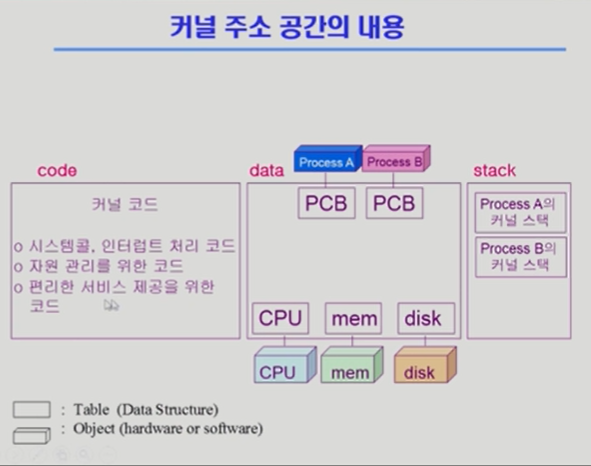 커널 주소 공간의 내용
code
커널 코드
o 시스템콜, 인터럽트 처리 코드
o 자원 관리를 위한 코드
o 편리한 서비스 제공을 위한
코드
data
Process A
Process B
PCB
PCB
CPU
mem
disk
CPU
mem
disk
stack
Process A의
커널 스택
Process B의
커널 스택
: Table (Data Structure)
: Object (hardware or software)